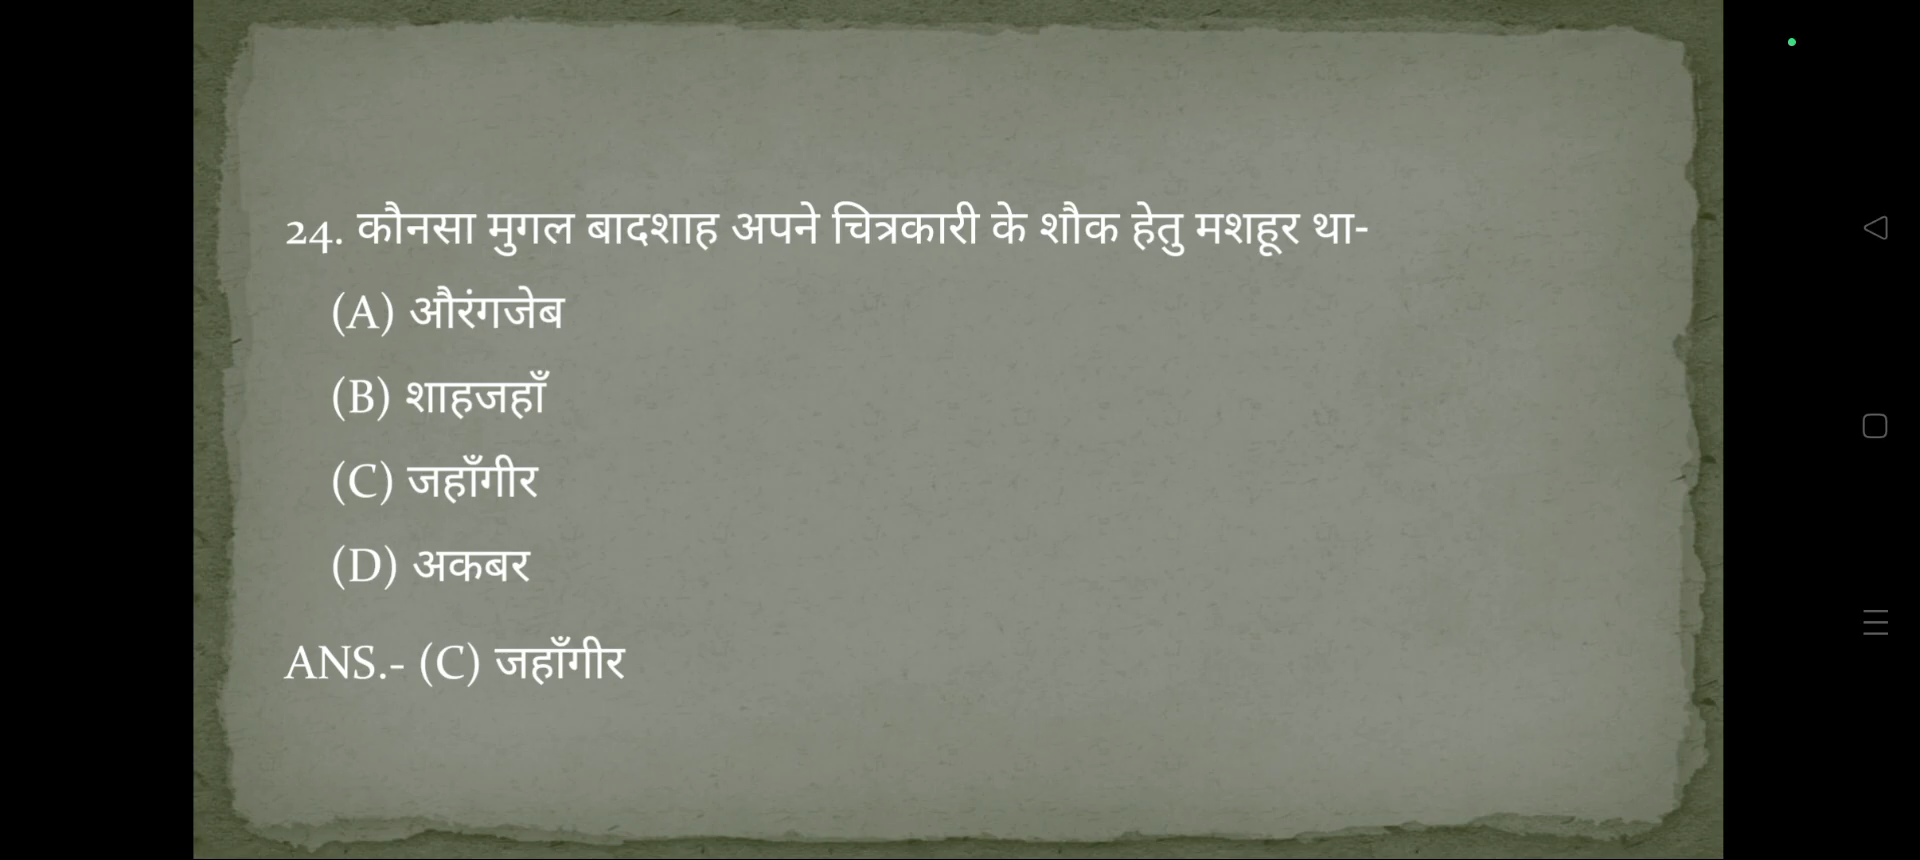 24. कौनसा मुगल बादशाह अपने चित्रकारी के शौक हेतु मशहूर था-
(A) औरंगजेब
(B) शाहजहाँ
(C) जहाँगीर
(D) अकबर
ANS.- (C) जहाँगीर